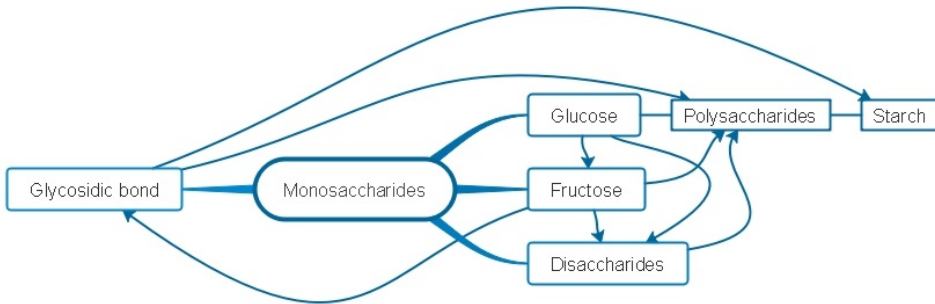 Glucose
Polysaccharides
Starch
Glycosidic bond
Monosaccharides
Fructose
Disaccharides